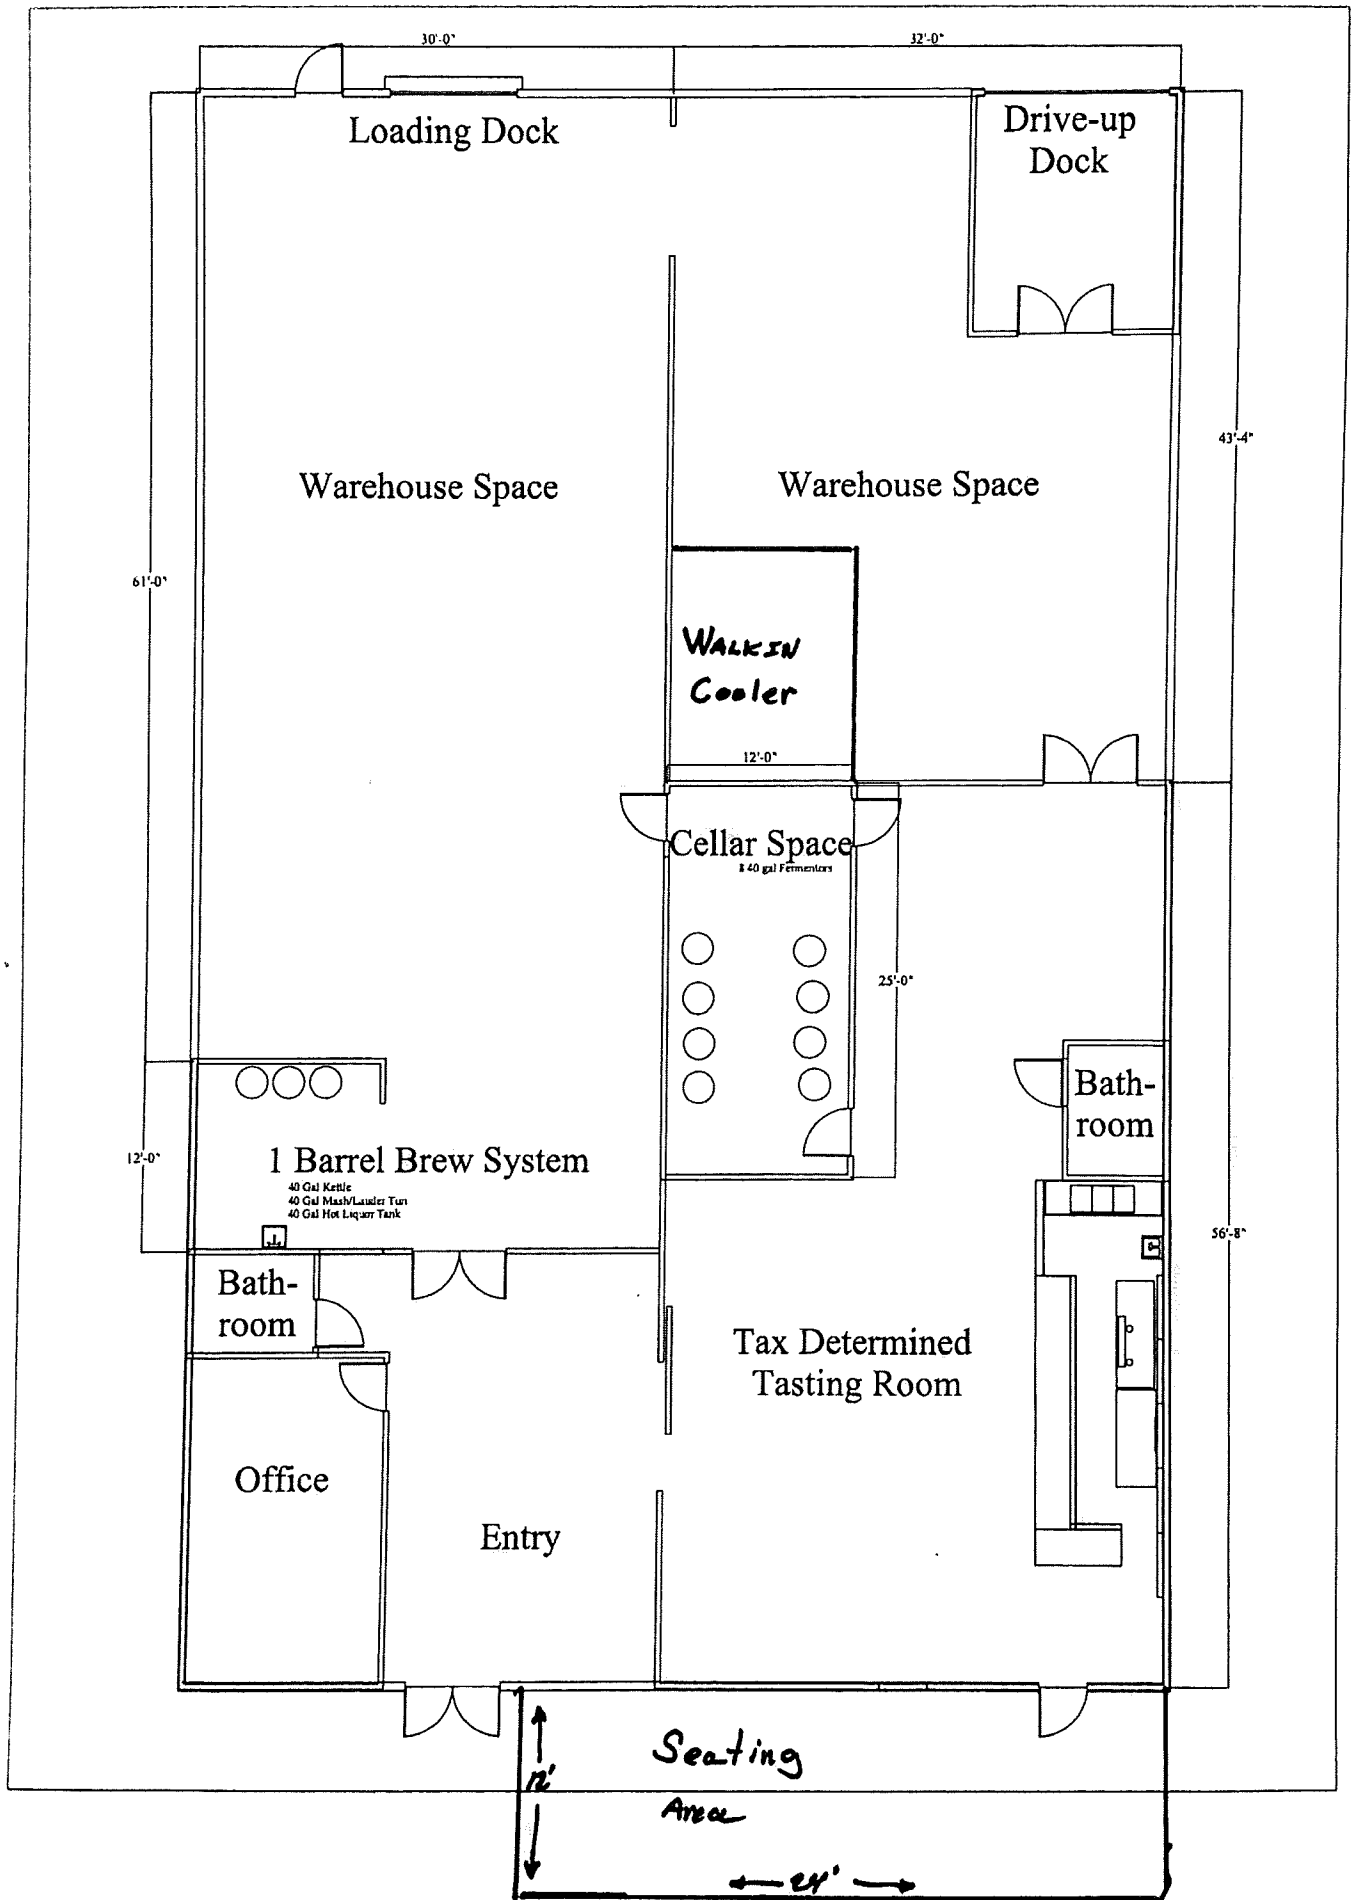 30'-0"
32'-0"
Loading Dock
Drive-up
Dock
43'-4"
Warehouse Space
Warehouse Space
61'-0"
WALKIN
Cooler
12'-0"
Cellar Space
8 40 gal Fermentors
25'-0"
Bath-
room
12'-0"
1 Barrel Brew System
40 Gal Kettle
40 Gal Mash/Lauder Tun
40 Gal Hot Liquor Tank
56'-8"
Bath-
room
Tax Determined
Tasting Room
Office
Entry
Seating
Area
12'
24'